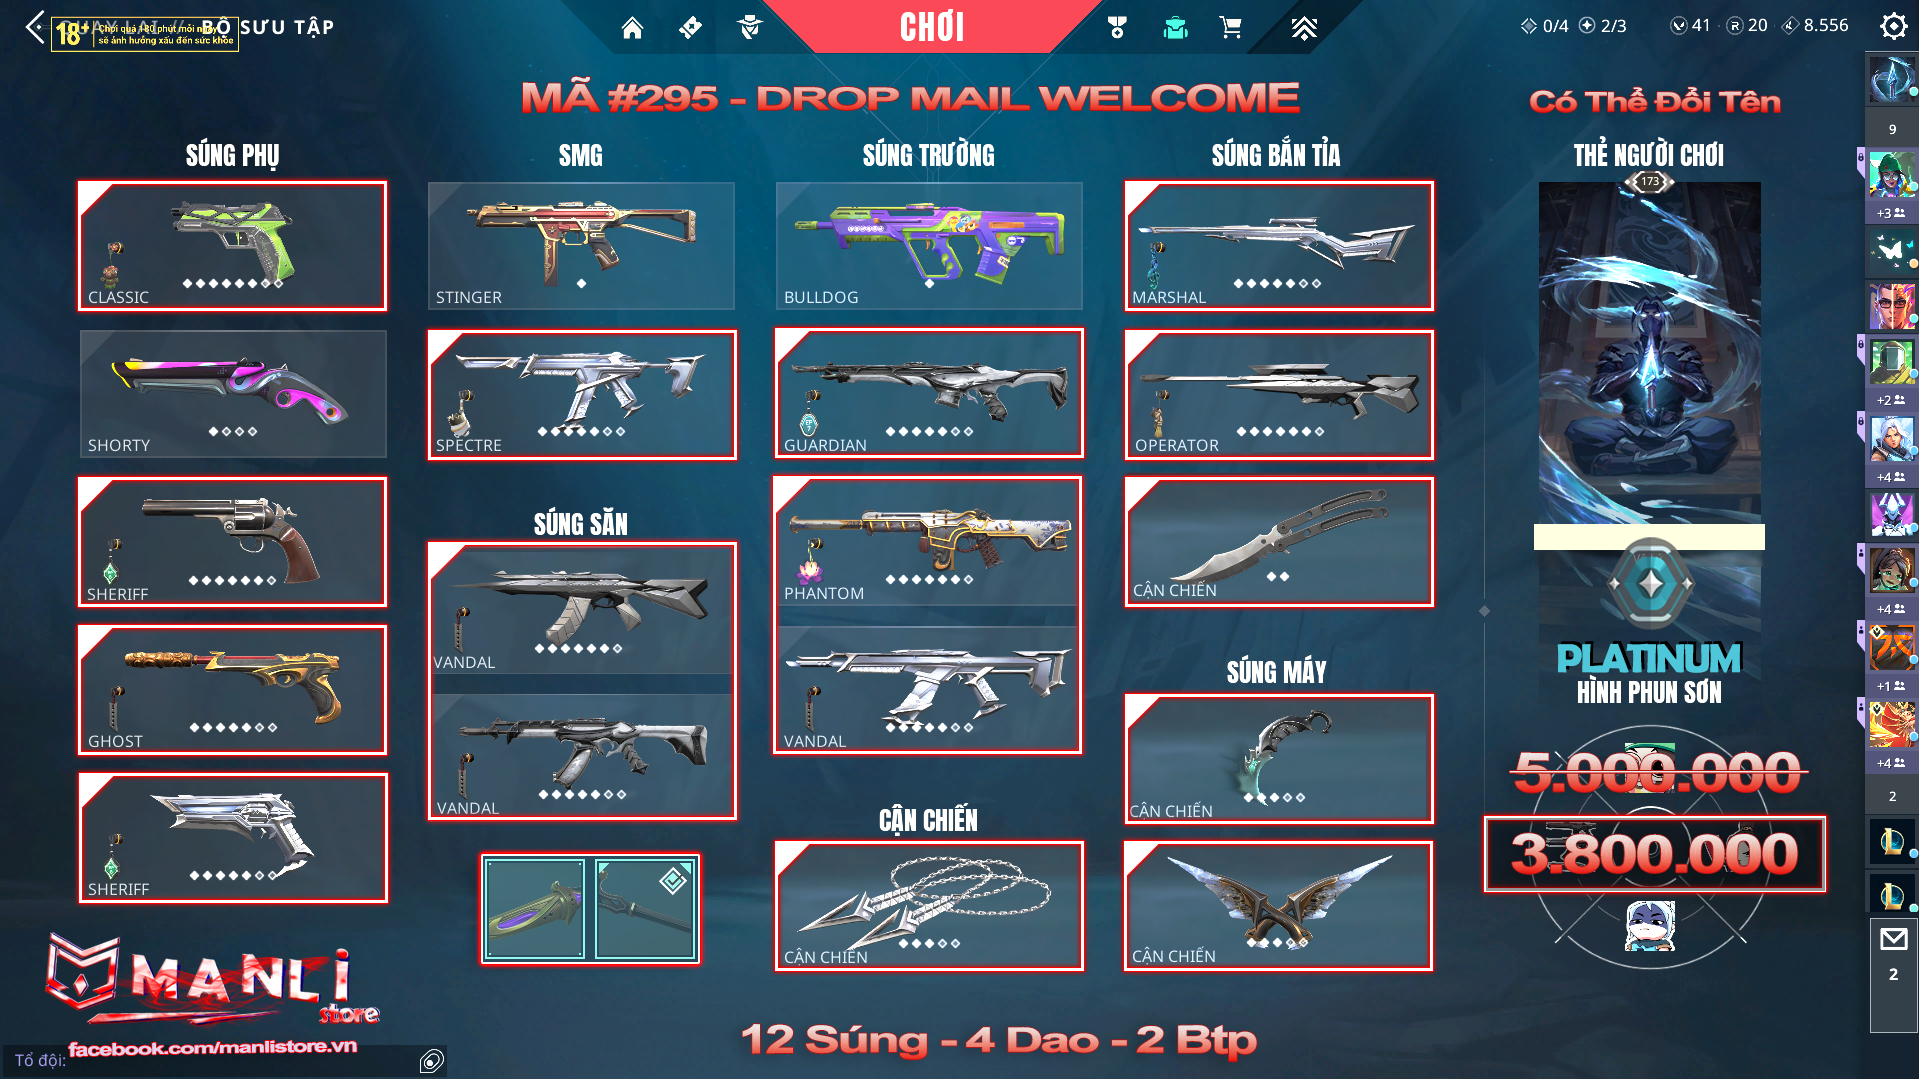 BỘ SƯU TẬP
18+
Chơi quá 180 phút mỗi ngày
sẽ ảnh hưởng xấu đến sức khỏe
CHƠI
0/4
2/3
41
20
8.556
MÃ #295 - DROP MAIL WELCOME
Có Thể Đổi Tên
SÚNG PHỤ
SMG
SÚNG TRƯỜNG
SÚNG BẮN TỈA
THẺ NGƯỜI CHƠI
173
CLASSIC
STINGER
BULLDOG
MARSHAL
SHORTY
SPECTRE
GUARDIAN
OPERATOR
SÚNG SĂN
SHERIFF
VANDAL
PHANTOM
CẬN CHIẾN
PLATINUM
HÌNH PHUN SƠN
SÚNG MÁY
GHOST
VANDAL
VANDAL
CẬN CHIẾN
5.000.000
3.800.000
CẬN CHIẾN
SHERIFF
CẬN CHIẾN
CẬN CHIẾN
MANLI
store
facebook.com/manlistore.vn
12 Súng - 4 Dao - 2 Btp
Tổ đội:
9
+3
+2
+4
+4
+1
+4
2
2